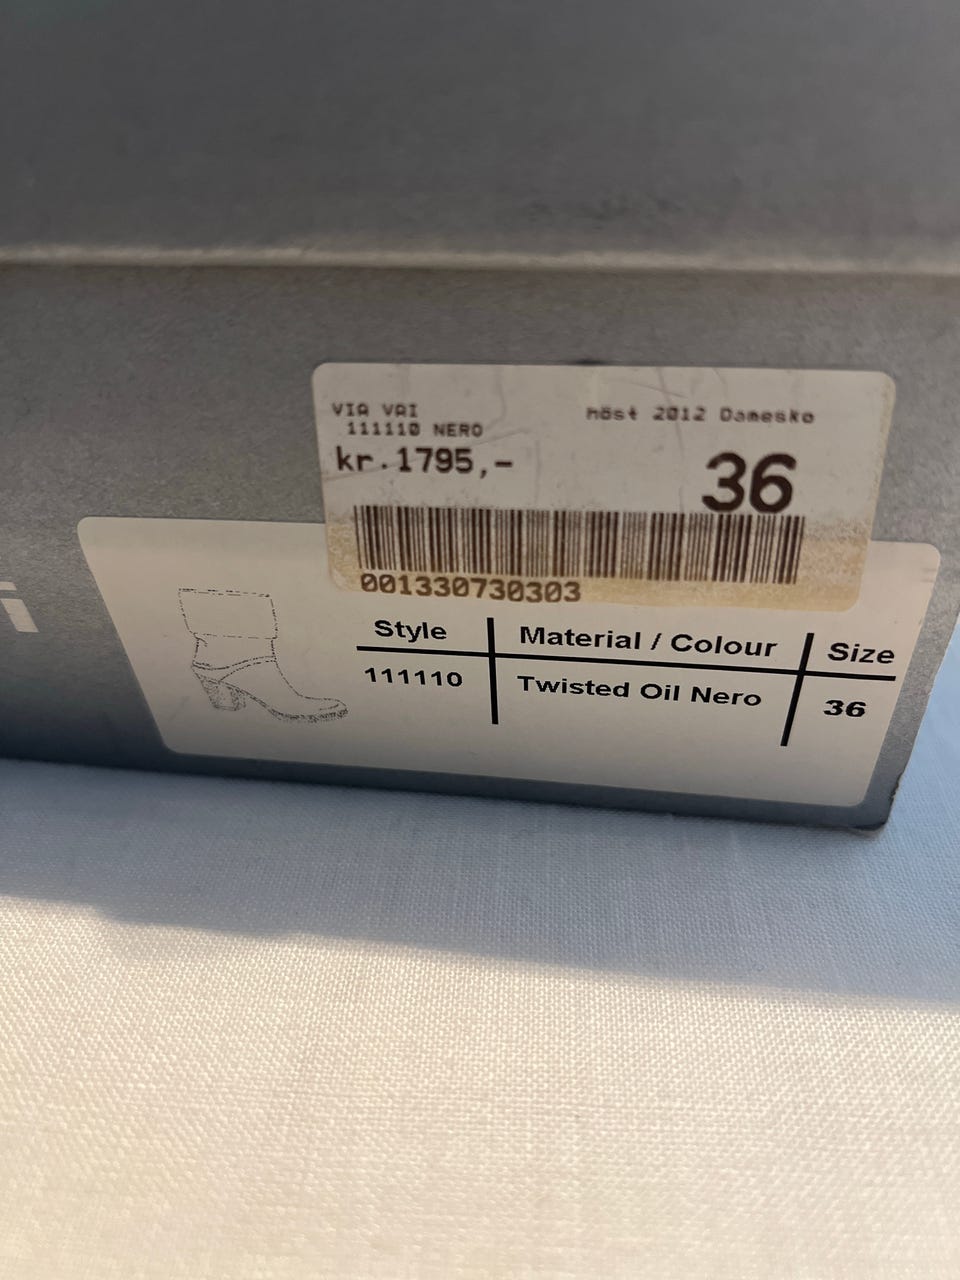 VIA VAI
höst 2012 Damesko
111110 NERO
kr.1795,-
36
001330730303
i
Style
Material / Colour
Size
111110
Twisted Oil Nero
36